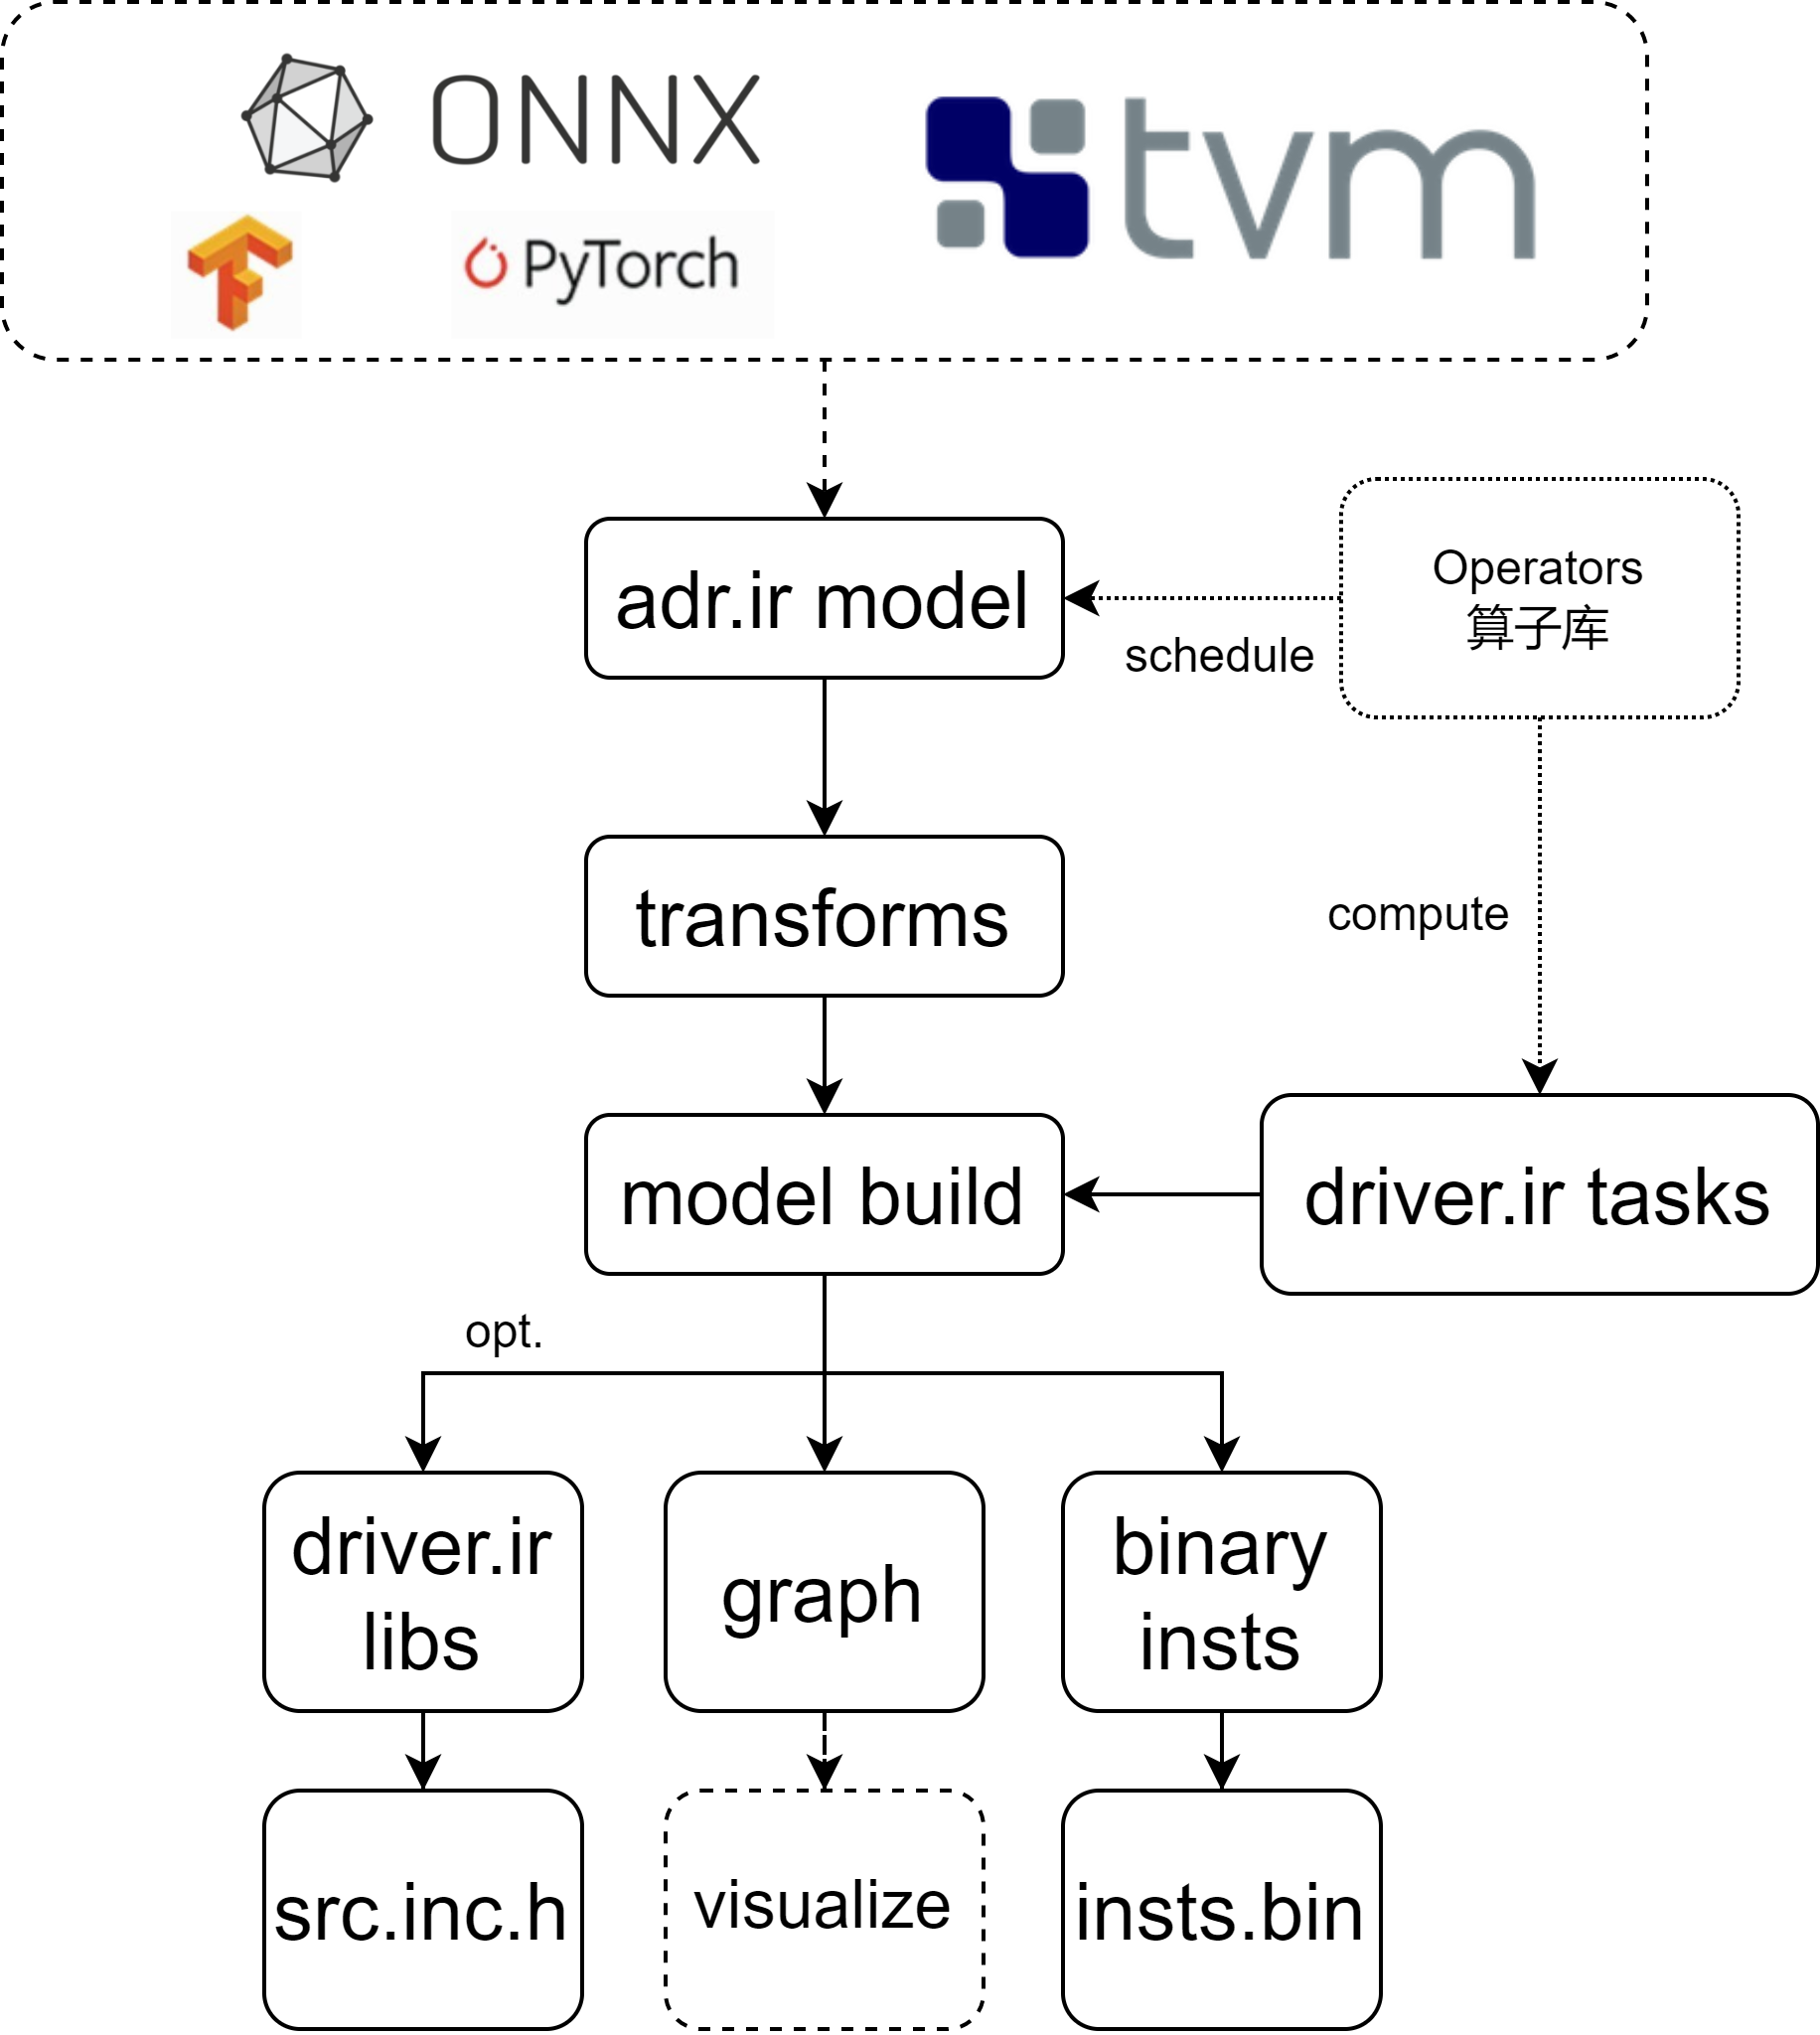 ONNX
tvm
PyTorch
adr.ir model
Operators
算子库
schedule
transforms
compute
model build
driver.ir tasks
opt.
driver.ir
libs
graph
binary
insts
src.inc.h
visualize
insts.bin